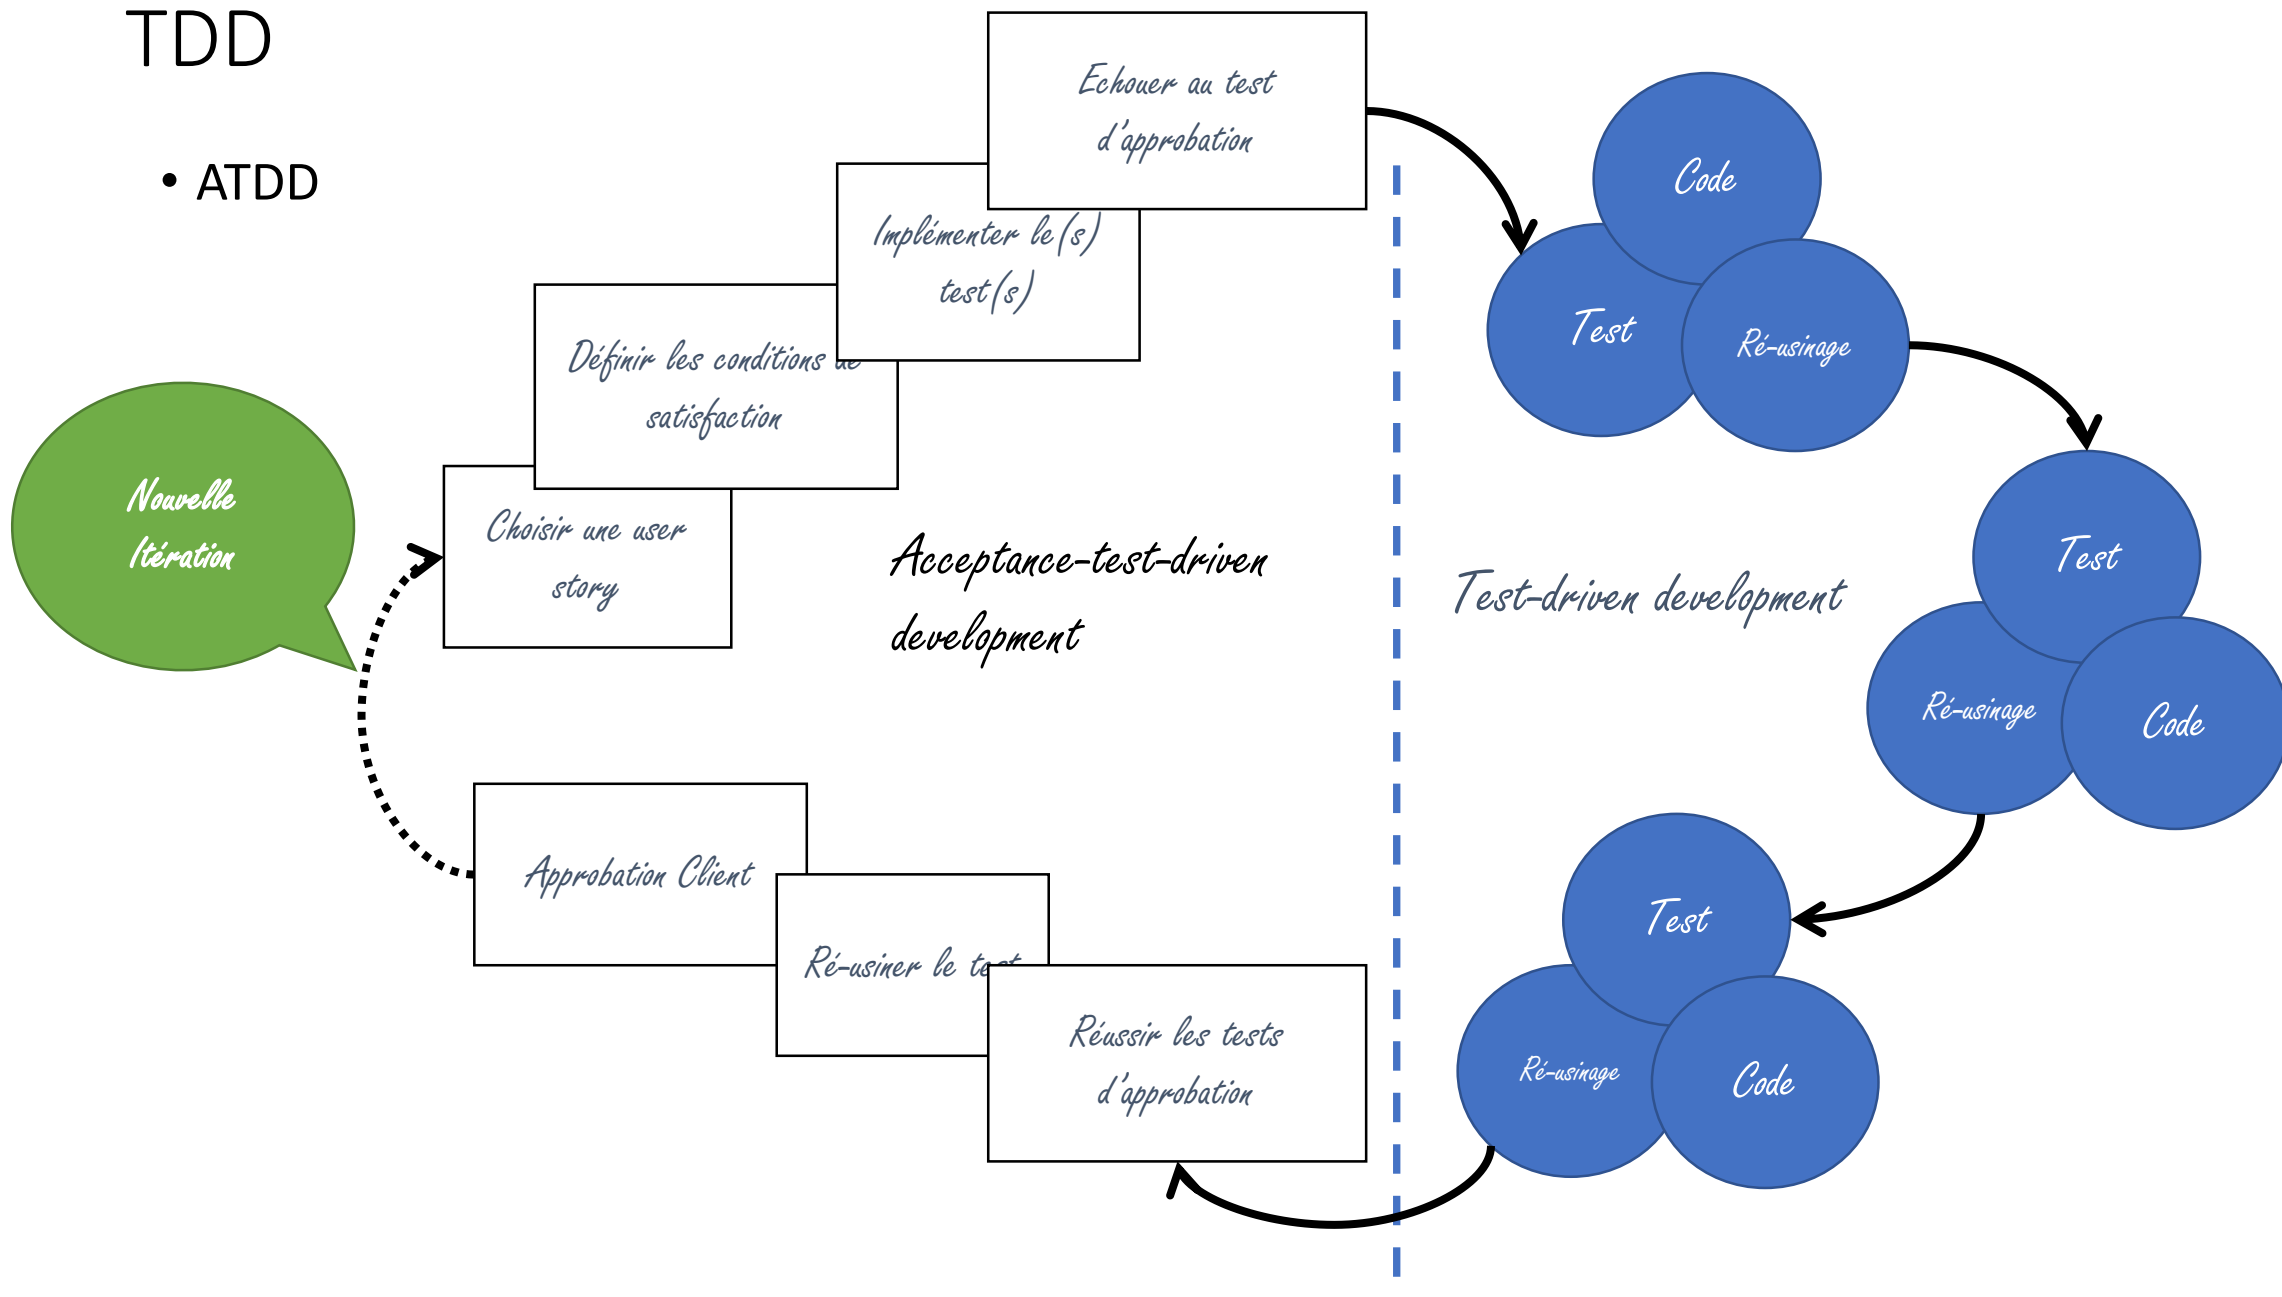 TDD
• ATDD
Echouer au test
d'approbation
Implémenter le(s)
test(s)
Définir les conditions de
satisfaction
Choisir une user
story
Nouvelle
Itération
Acceptance-test-driven
development
Test-driven development
Code
Test
Ré-usinage
Test
Ré-usinage
Code
Test
Ré-usinage
Code
Approbation Client
Ré-usiner le test
Réussir les tests
d'approbation